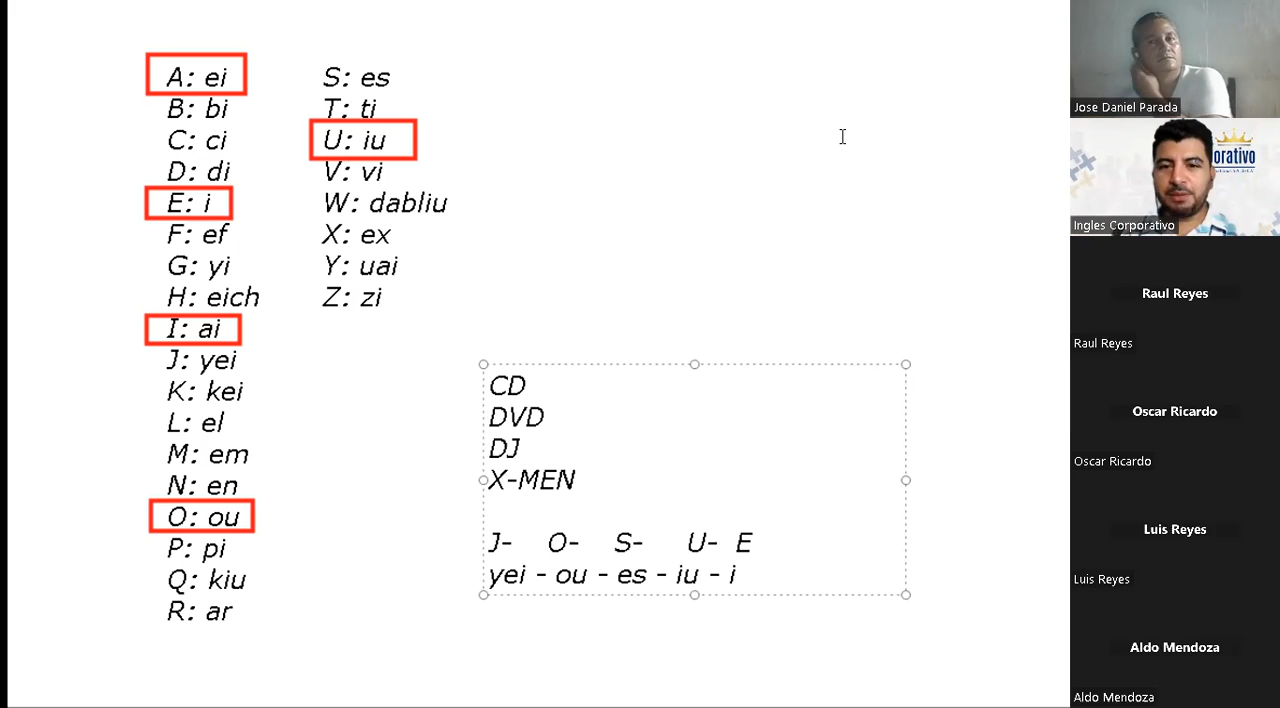 A: ei
B: bi
C: ci
D: di
E: i
F: ef
G: yi
H: eich
I: ai
J: yei
K: kei
L: el
M: em
N: en
O: ou
P: pi
Q: kiu
R: ar
S: es
T: ti
U: iu
V: vi
W: dabliu
X: ex
Y: uai
Z: zi
CD
DVD
DJ
X-MEN
J- O- S- U- E
yei - ou - es - iu - i
Jose Daniel Parada
orativo
Ingles Corporativo
Raul Reyes
Raul Reyes
Oscar Ricardo
Oscar Ricardo
Luis Reyes
Luis Reyes
Aldo Mendoza
Aldo Mendoza